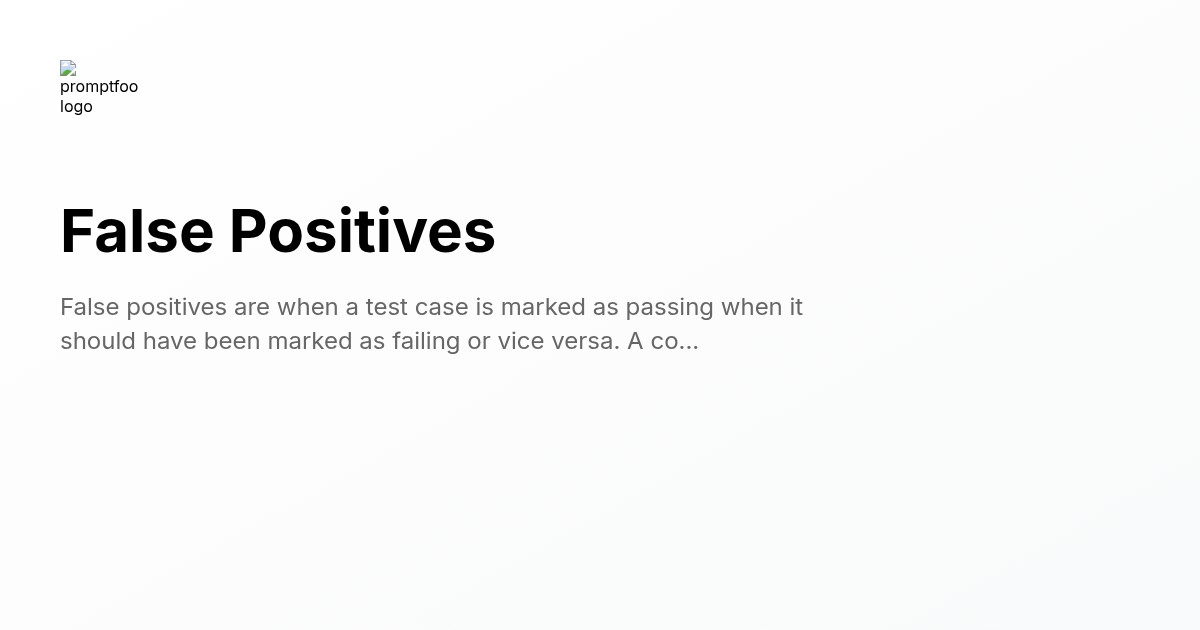 promptfoo
logo
False Positives
False positives are when a test case is marked as passing when it
should have been marked as failing or vice versa. A co...